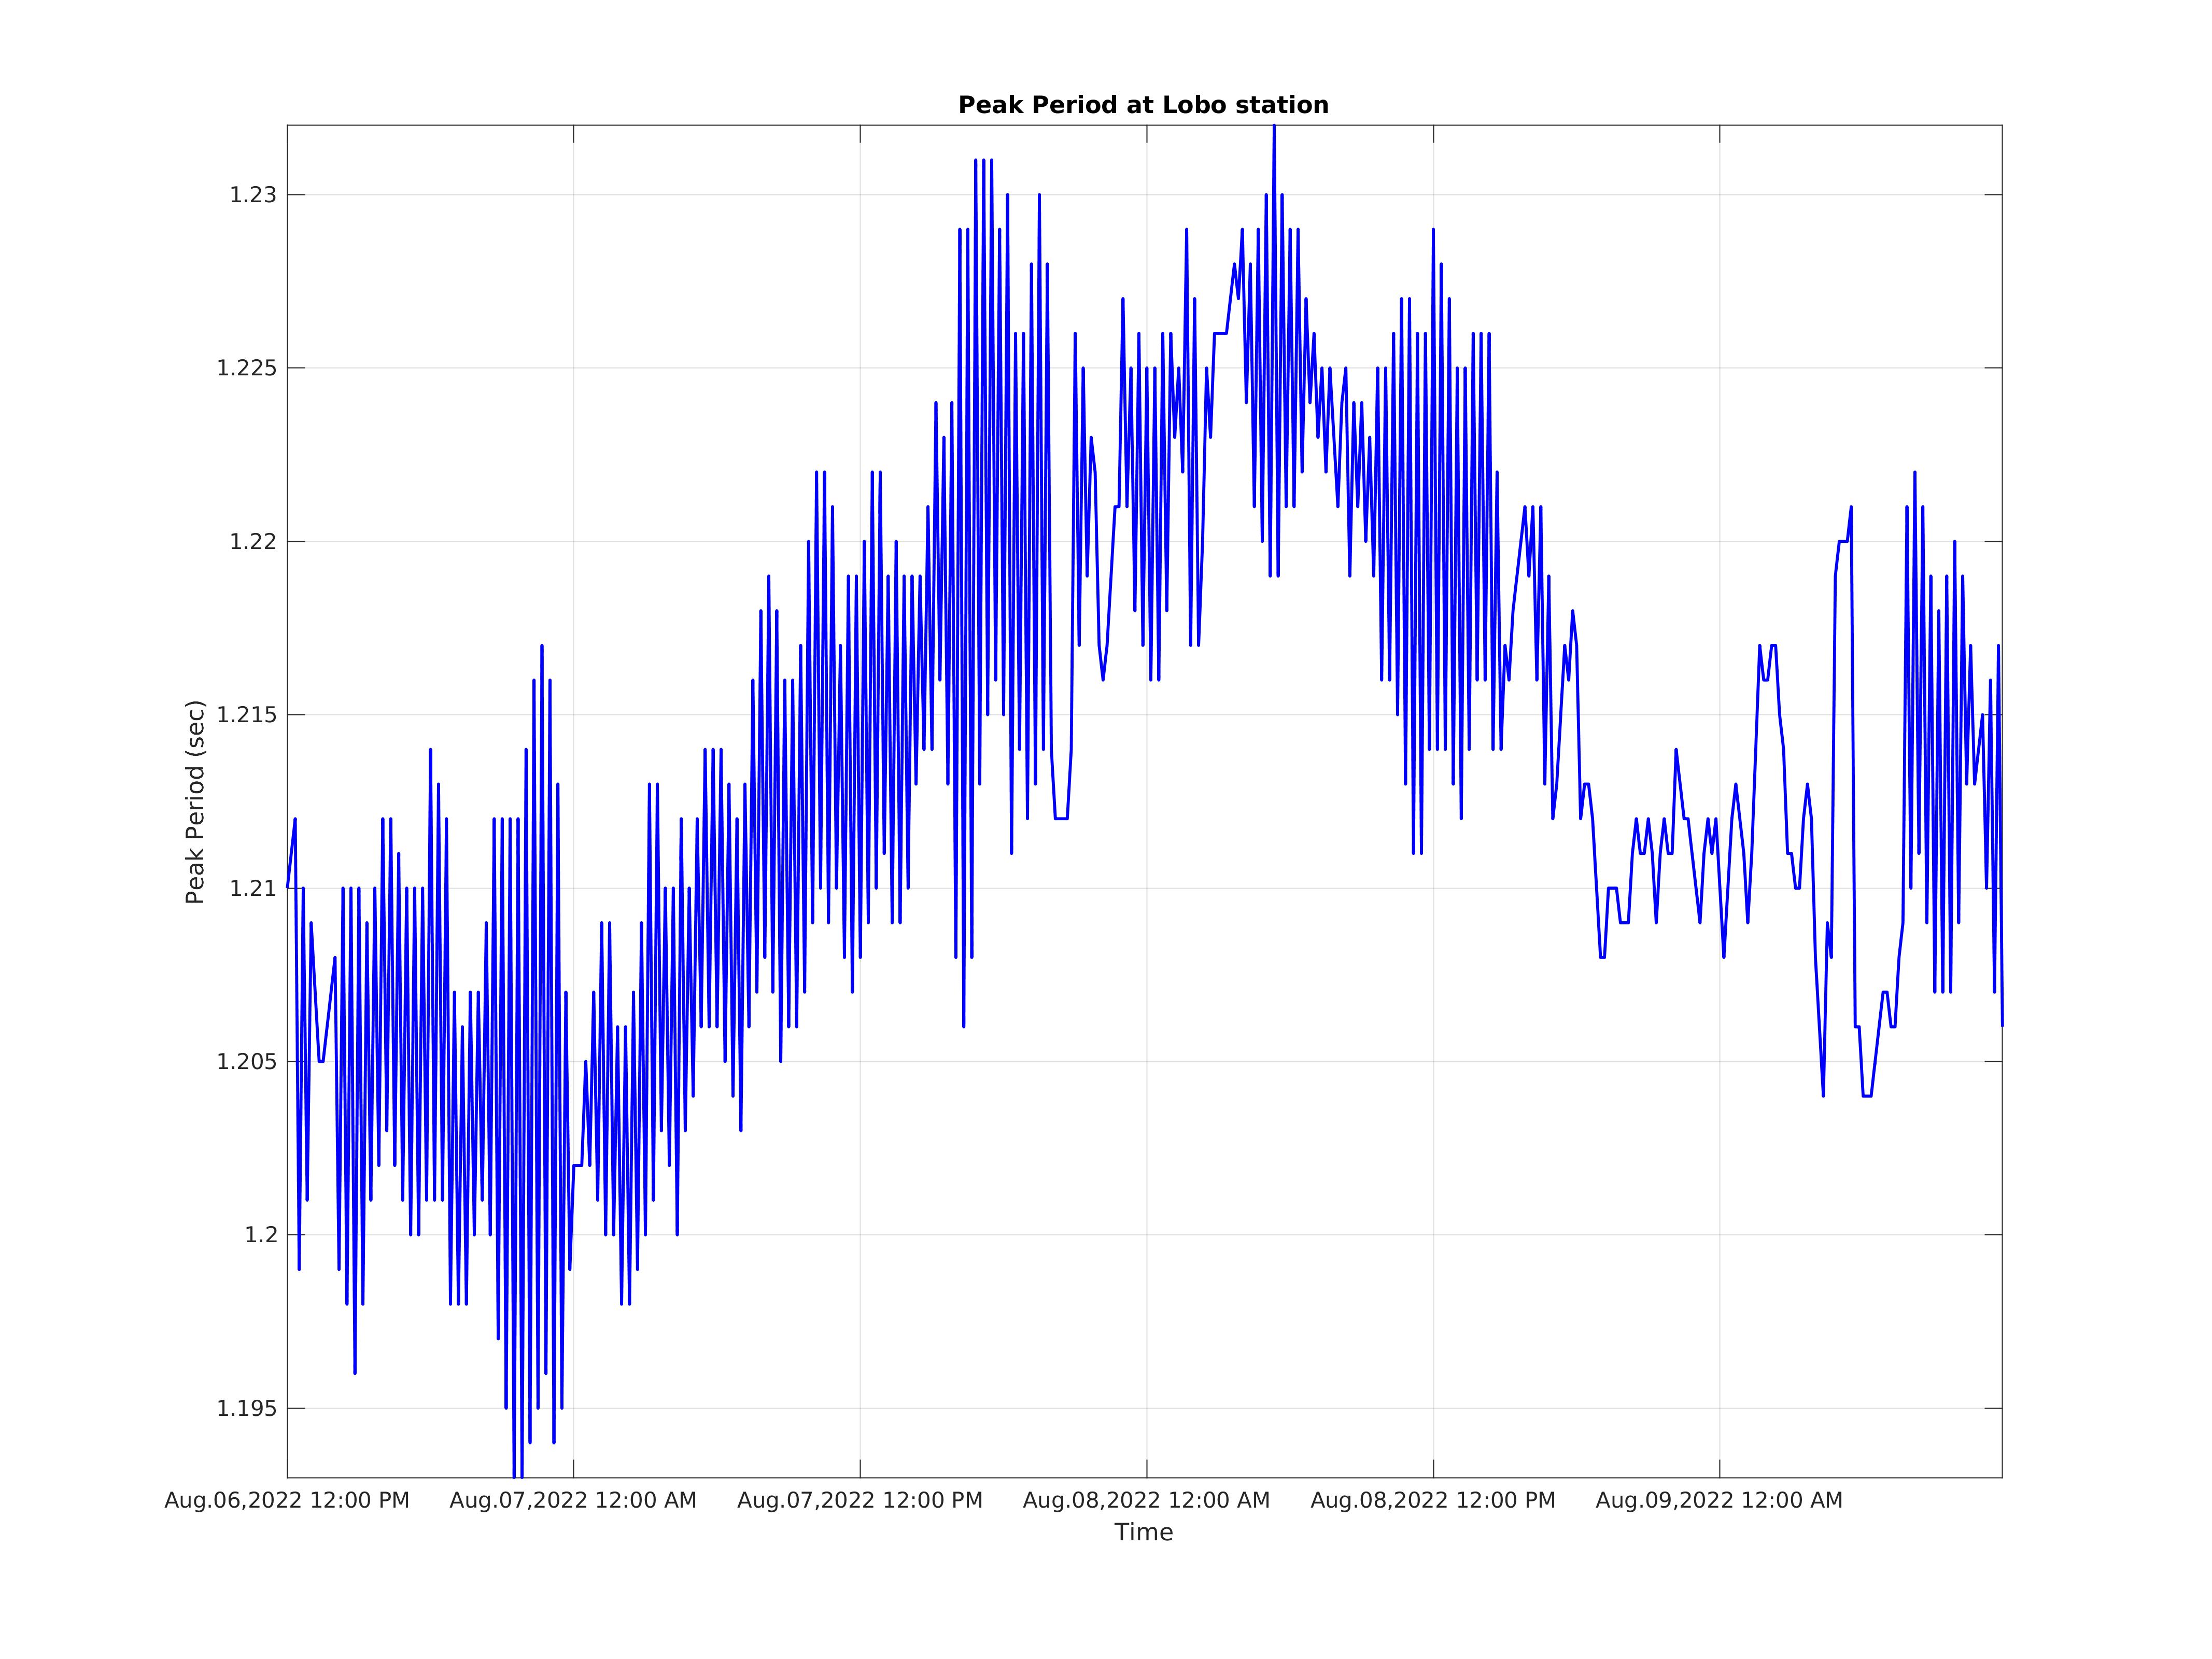 Peak Period at Lobo station
Peak Period (sec)
1.23
1.225
1.22
1.215
1.21
1.205
1.2
1.195
Aug.06,2022 12:00 PM
Aug.07,2022 12:00 AM
Aug.07,2022 12:00 PM
Aug.08,2022 12:00 AM
Aug.08,2022 12:00 PM
Aug.09,2022 12:00 AM
Time